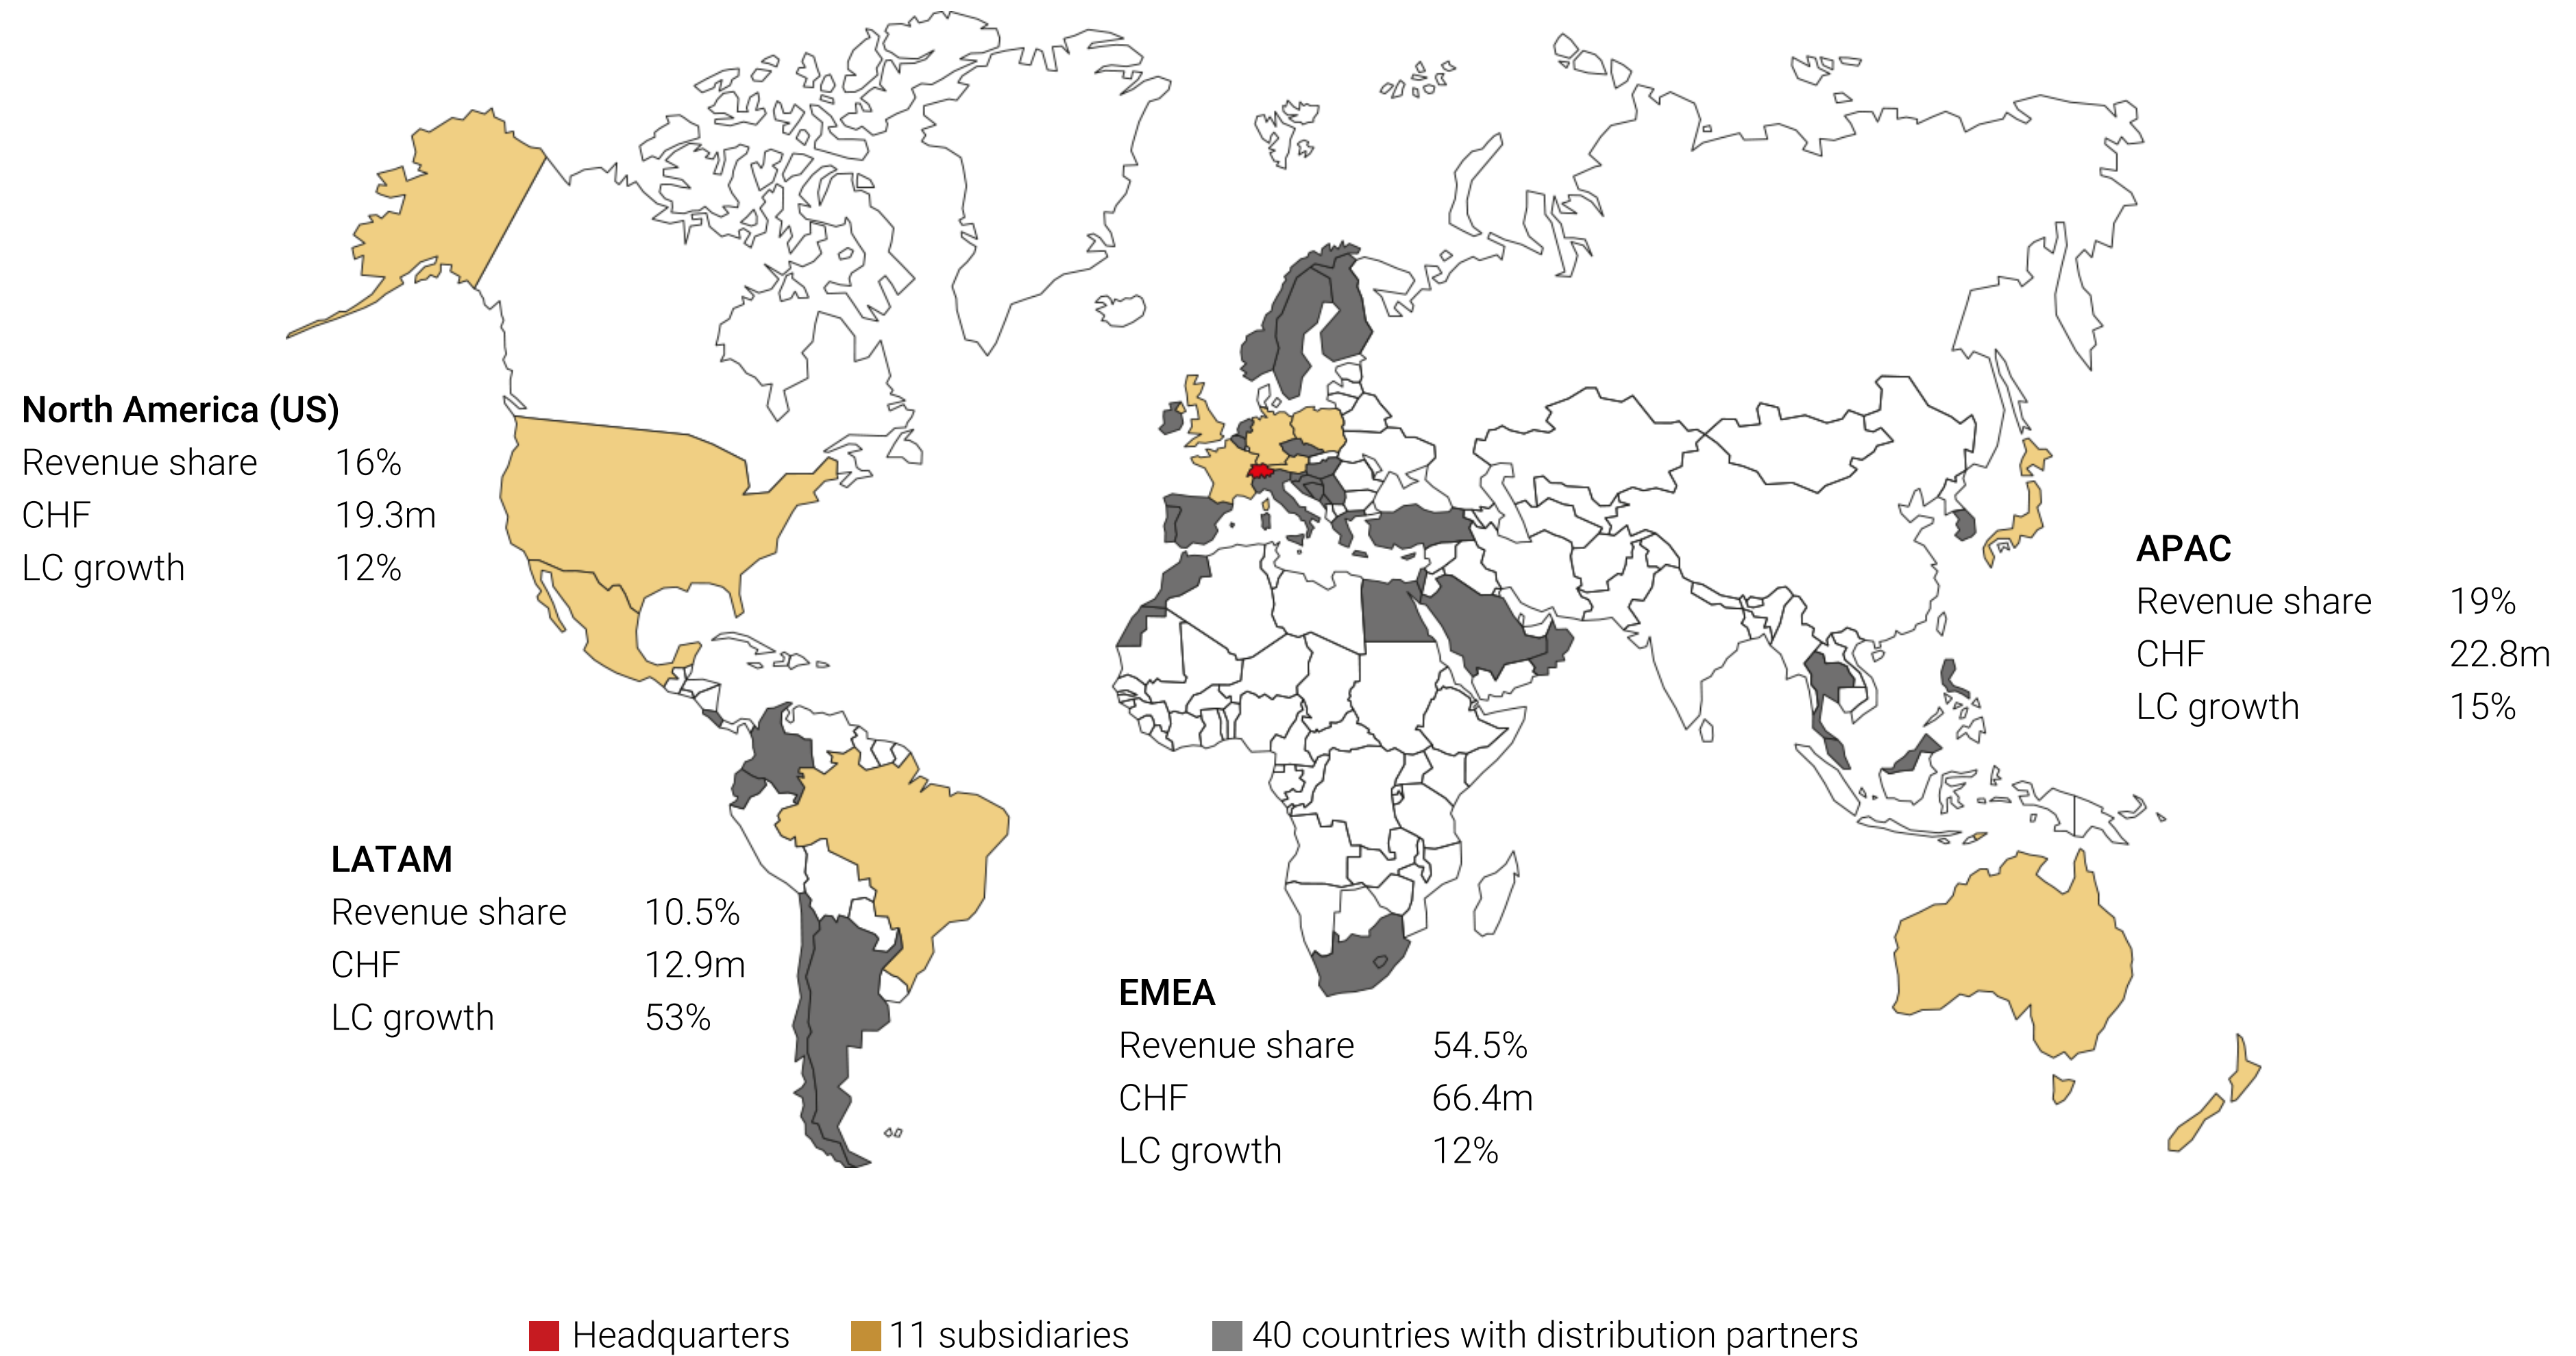 North America (US)
Revenue share 16%
CHF 19.3m
LC growth 12%
APAC
Revenue share 19%
CHF 22.8m
LC growth 15%
LATAM
Revenue share 10.5%
CHF 12.9m
LC growth 53%
EMEA
Revenue share 54.5%
CHF 66.4m
LC growth 12%
Headquarters 11 subsidiaries 40 countries with distribution partners